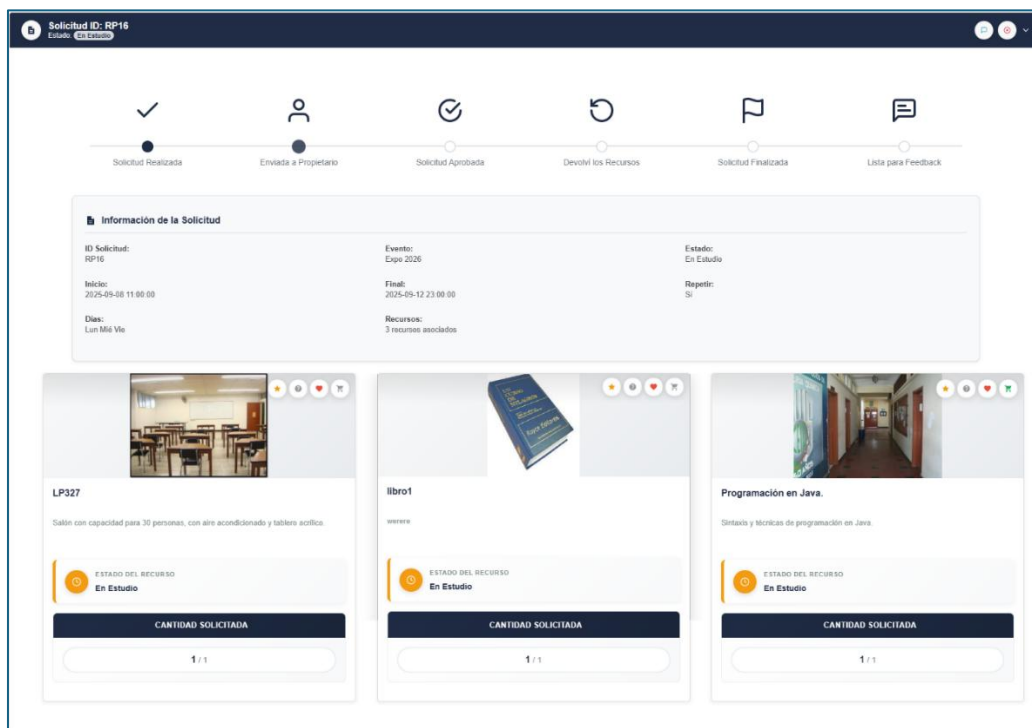 Solicitud ID: RP16
Estado: En Estudio
Solicitud Realizada
Enviada a Propietario
Solicitud Aprobada
Devolví los Recursos
Solicitud Finalizada
Lista para Feedback
Información de la Solicitud
ID Solicitud:
RP16
Evento:
Expo 2026
Estado:
En Estudio
Inicio:
2025-09-08 11:00:00
Final:
2025-09-12 23:00:00
Repetir:
Sí
Días:
Lun Mié Vie
Recursos:
3 recursos asociados
LP327
Salón con capacidad para 30 personas, con aire acondicionado y tablero acrílico.
ESTADO DEL RECURSO
En Estudio
CANTIDAD SOLICITADA
1 / 1
libro1
werere
ESTADO DEL RECURSO
En Estudio
CANTIDAD SOLICITADA
1 / 1
Programación en Java.
Sintaxis y técnicas de programación en Java.
ESTADO DEL RECURSO
En Estudio
CANTIDAD SOLICITADA
1 / 1